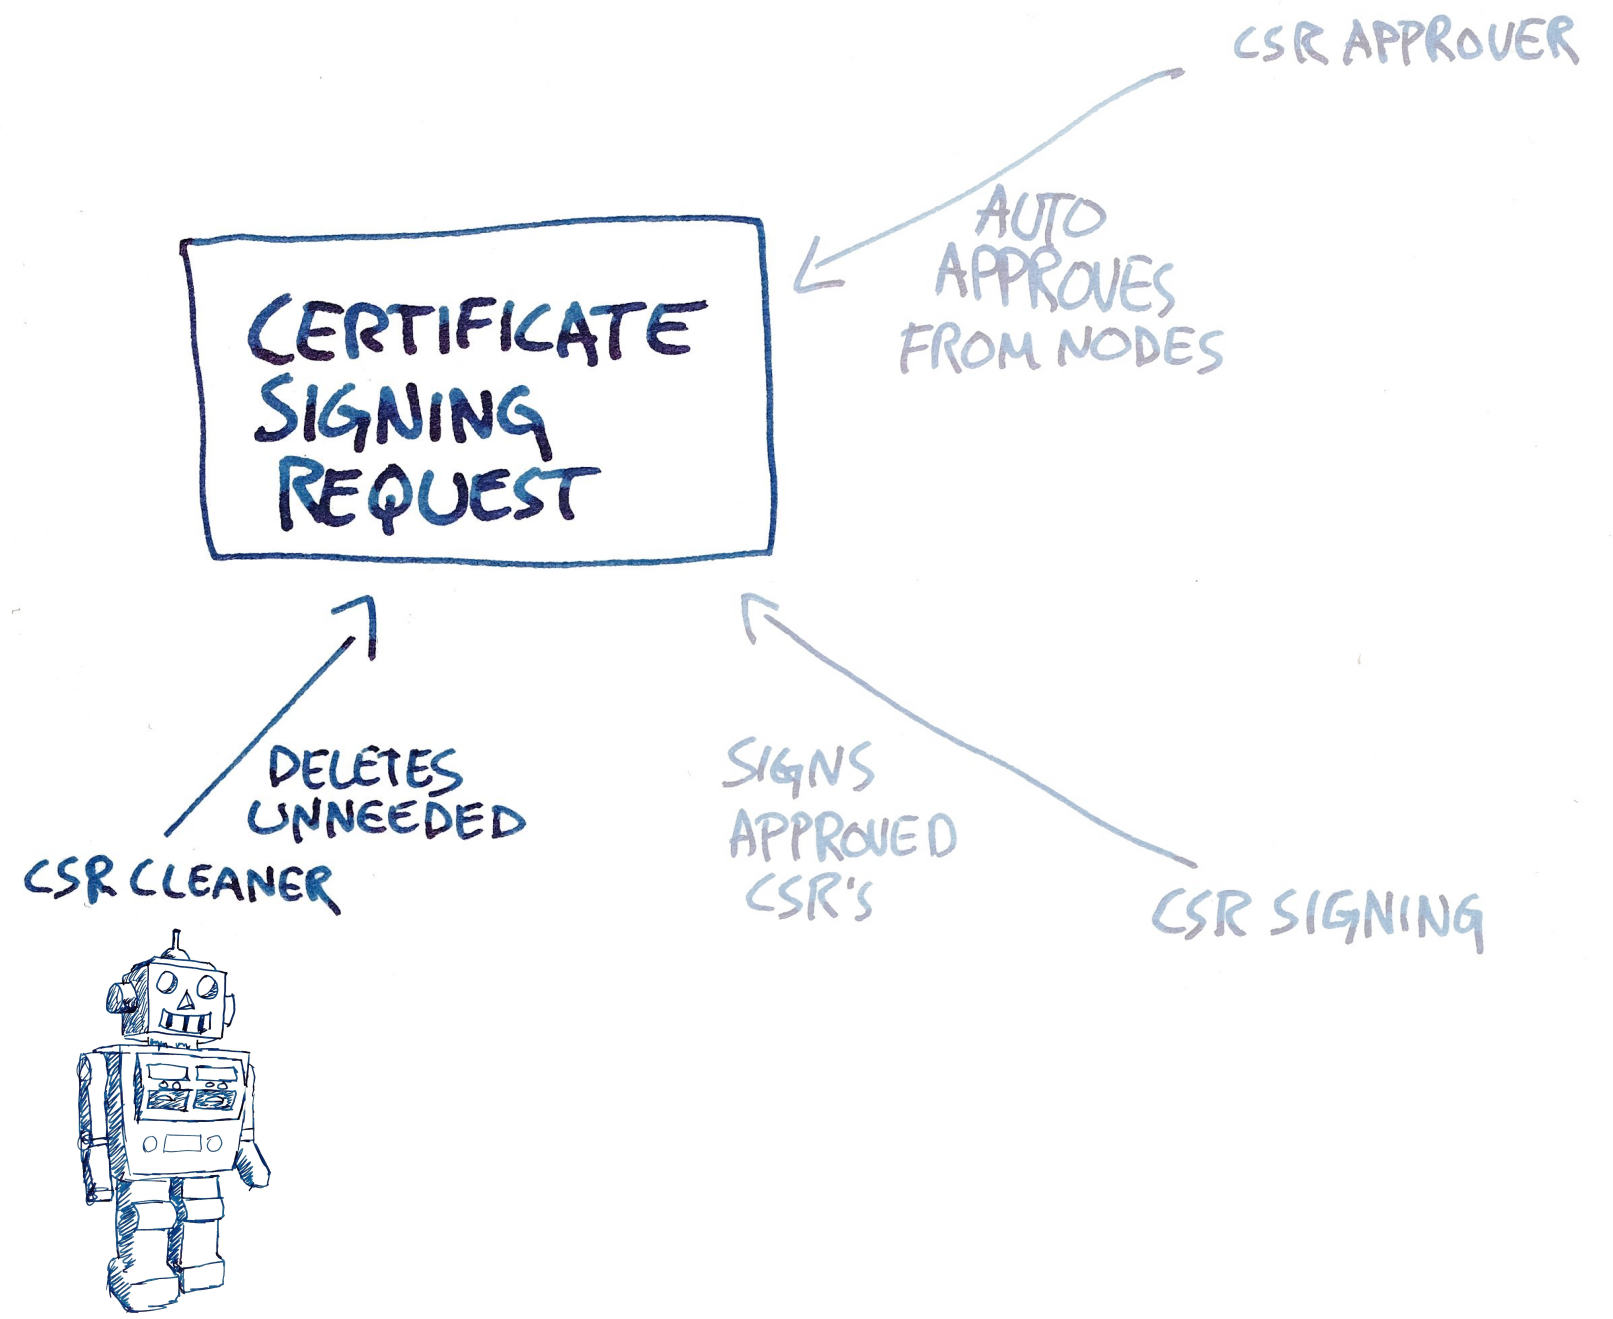 CSR APPROVER
AUTO
APPROVES
FROM NODES
CERTIFICATE
SIGNING
REQUEST
DELETES
UNNEEDED
CSR CLEANER
SIGNS
APPROVED
CSR'S
CSR SIGNING